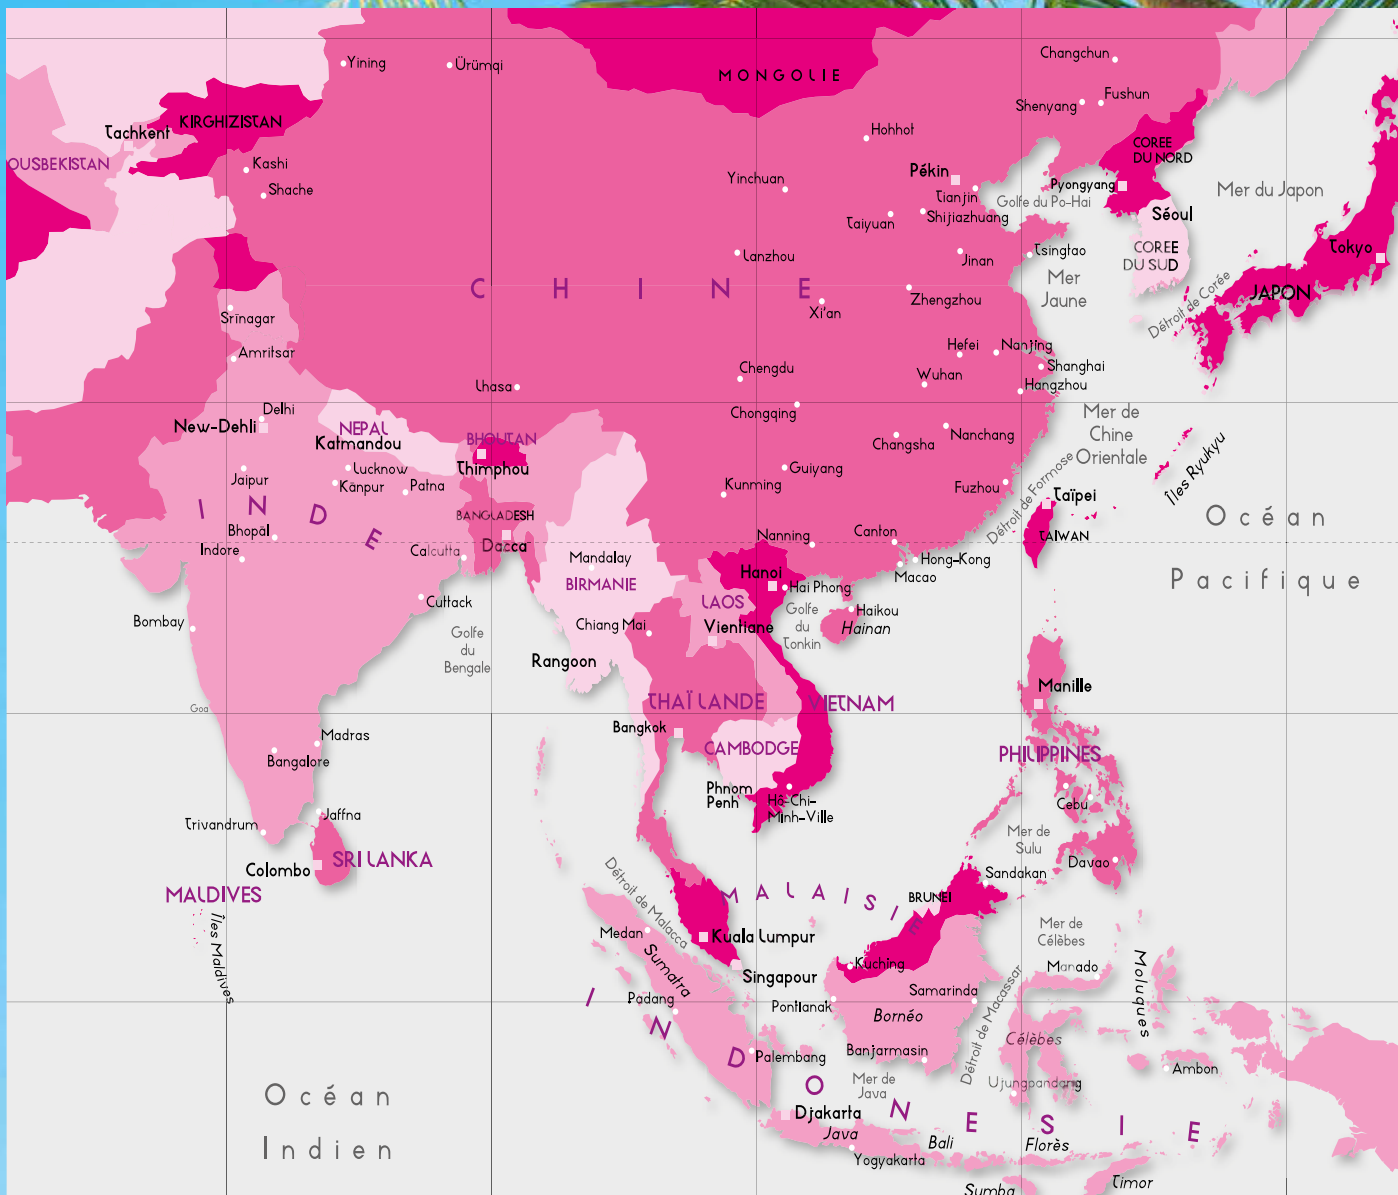 Yining
Ürümqi
MONGOLIE
Changchun
Shenyang
Fushun
Tachkent
KIRGHIZISTAN
OUSBEKISTAN
Kashi
Shache
Hohhot
Pékin
Yinchuan
Tianjin
Golfe du Po-Hai
Taiyuan
Shijiazhuang
COREE
DU NORD
Pyongyang
Séoul
COREE
DU SUD
Mer du Japon
Tokyo
JAPON
Détroit de Corée
Lanzhou
Jinan
Tsingtao
Mer
Jaune
CHINE
Zhengzhou
Xi'an
Srinagar
Amritsar
Hefei
Nanjing
Shanghai
Wuhan
Hangzhou
Chengdu
Lhasa
Chongqing
Delhi
New-Dehli
NEPAL
Katmandou
BHOUTAN
Thimphou
Changsha
Nanchang
Mer de
Chine
Orientale
Îles Ryukyu
Jaipur
Lucknow
Kānpur
Patna
Guiyang
Kunming
Fuzhou
Détroit de Formose
Taïpei
TAIWAN
Océan
Pacifique
INDE
Bhopāl
Indore
BANGLADESH
Dacca
Calcutta
Nanning
Canton
Hong-Kong
Macao
Mandalay
BIRMANIE
Hanoi
Hai Phong
LAOS
Golfe
du
Tonkin
Haikou
Hainan
Cuttack
Bombay
Golfe
du
Bengale
Chiang Mai
Vientiane
Rangoon
Manille
THAÏLANDE
VIETNAM
Goa
Madras
Bangalore
Bangkok
CAMBODGE
PHILIPPINES
Phnom
Penh
Hô-Chi-
Minh-Ville
Cebu
Jaffna
Trivandrum
Colombo
SRI LANKA
Mer de
Sulu
Davao
MALDIVES
Îles Maldives
Détroit de Malacca
MALAISIE
BRUNEI
Sandakan
Medan
Sumatra
Kuala Lumpur
Singapour
Kuching
Mer de
Célèbes
Manado
Moluques
Padang
Pontianak
Samarinda
Bornéo
Détroit de Macassar
Célèbes
INDONESIE
Palembang
Banjarmasin
Mer de
Java
Ujungpandang
Ambon
Océan
Indien
Djakarta
Java
Yogyakarta
Bali
Florès
Sumba
Timor